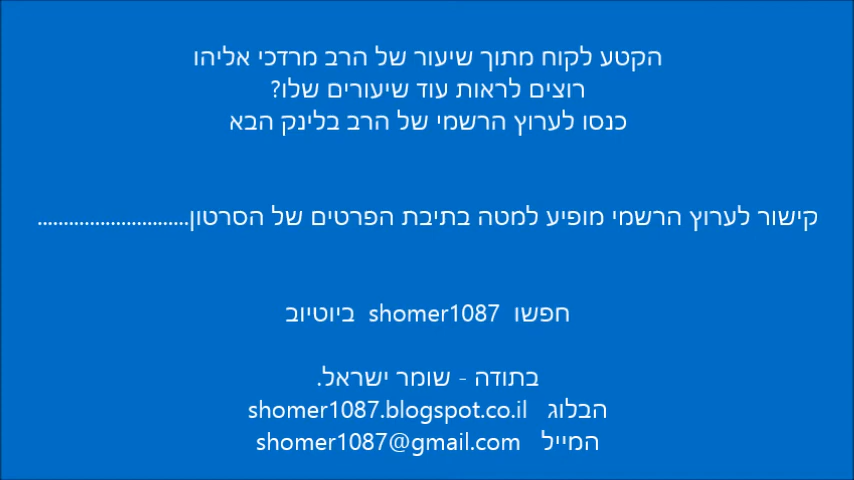 הקטע לקוח מתוך שיעור של הרב מרדכי אליהו
רוצים לראות עוד שיעורים שלו?
כנסו לערוץ הרשמי של הרב בלינק הבא
קישור לערוץ הרשמי מופיע למטה בתיבת הפרטים של הסרטון.............................
חפשו shomer1087 ביוטיוב
בתודה - שומר ישראל.
הבלוג shomer1087.blogspot.co.il
המייל shomer1087@gmail.com